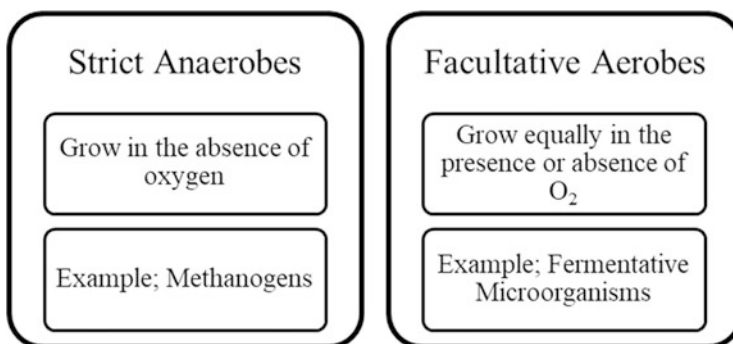 Strict Anaerobes
Grow in the absence of
oxygen
Example; Methanogens
Facultative Aerobes
Grow equally in the
presence or absence of
O₂
Example; Fermentative
Microorganisms